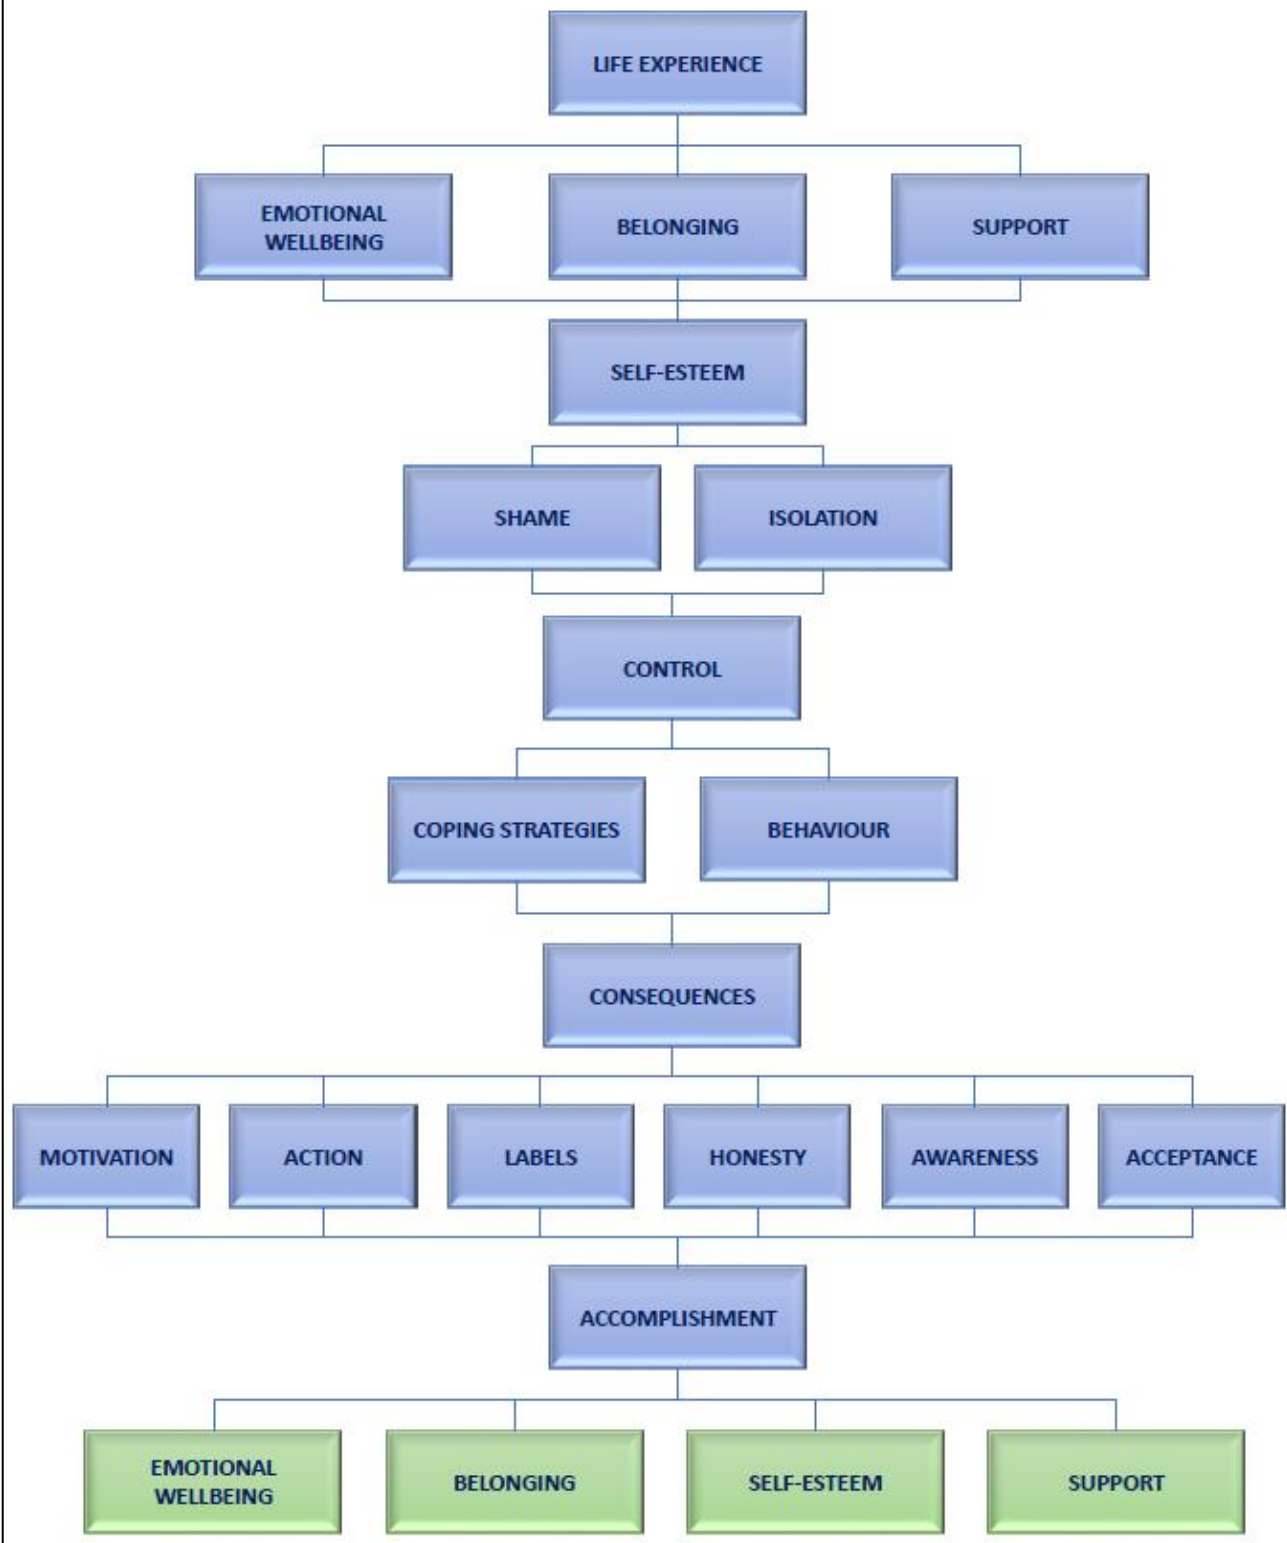 LIFE EXPERIENCE
EMOTIONAL
WELLBEING
BELONGING
SUPPORT
SELF-ESTEEM
SHAME
ISOLATION
CONTROL
COPING STRATEGIES
BEHAVIOUR
CONSEQUENCES
MOTIVATION
ACTION
LABELS
HONESTY
AWARENESS
ACCEPTANCE
ACCOMPLISHMENT
EMOTIONAL
WELLBEING
BELONGING
SELF-ESTEEM
SUPPORT